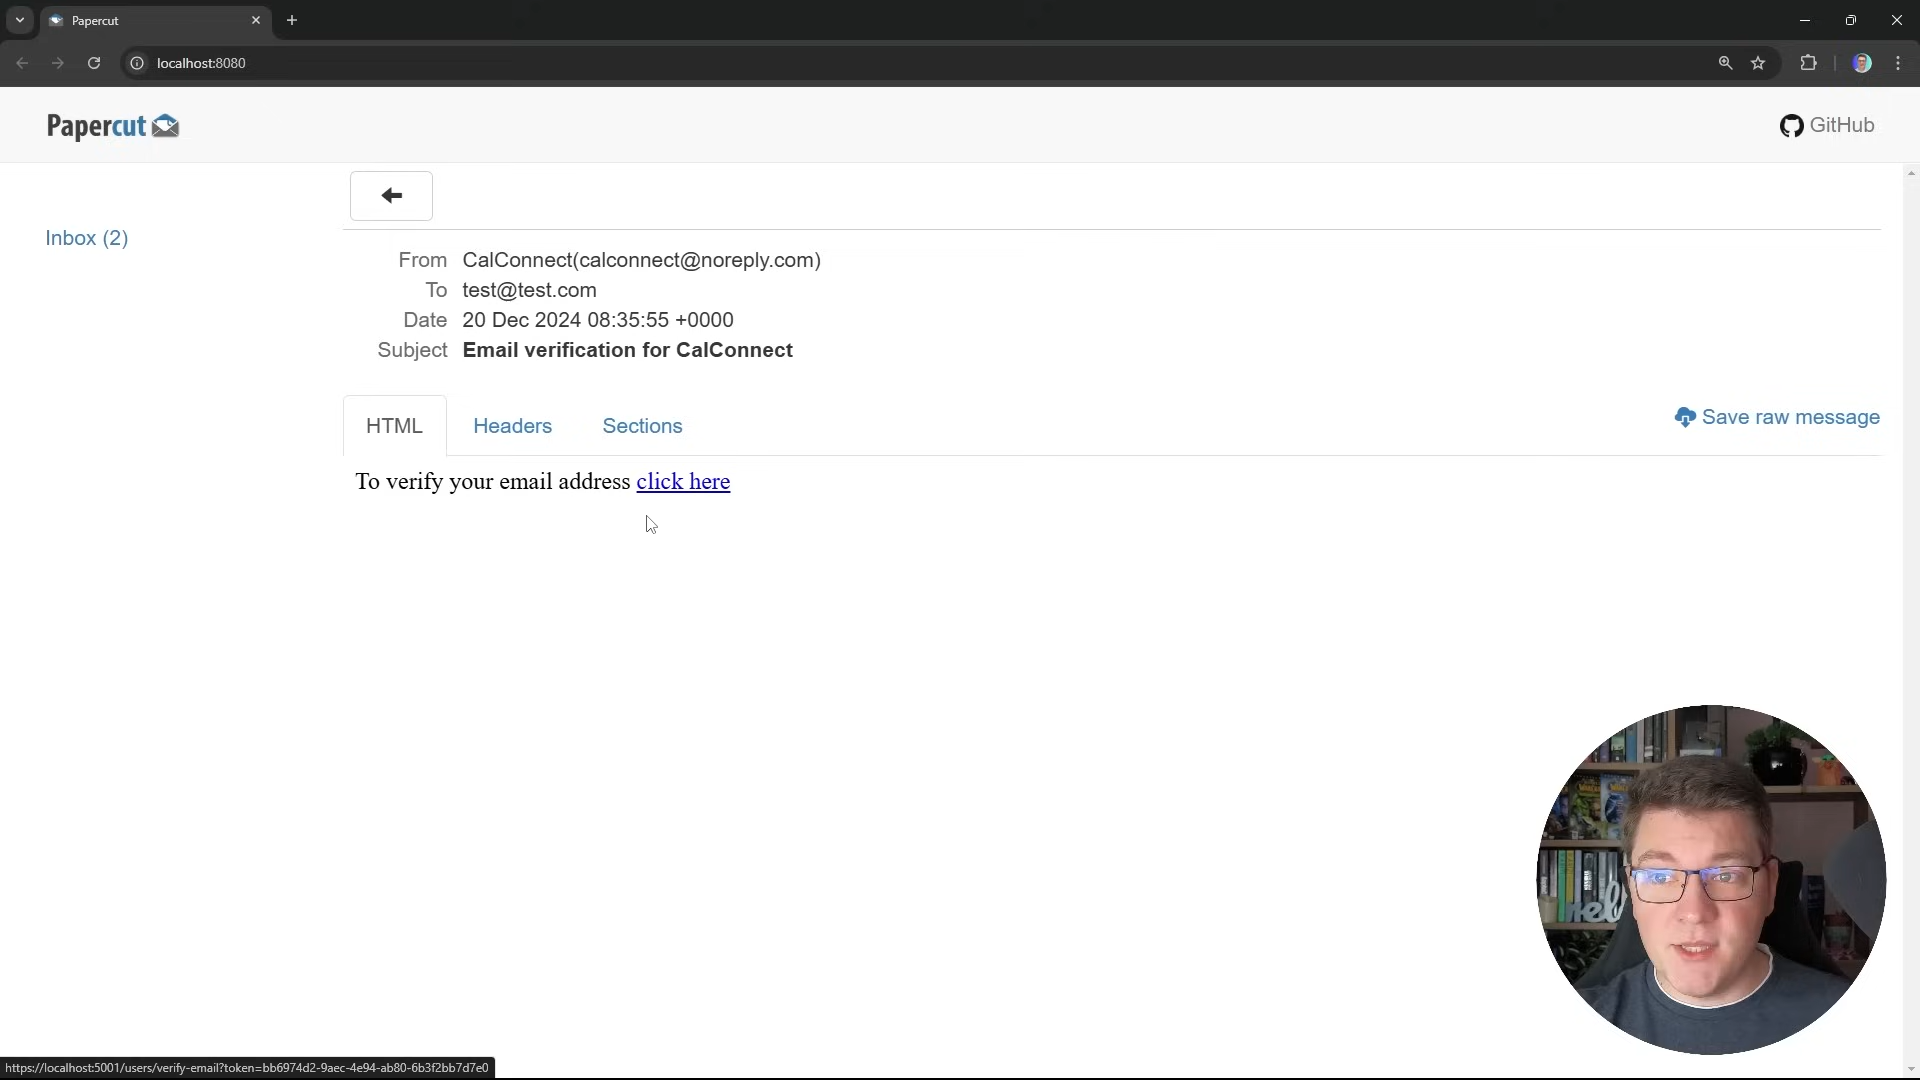 Papercut
localhost:8080
Papercut
GitHub
Inbox (2)
From CalConnect(calconnect@noreply.com)
To test@test.com
Date 20 Dec 2024 08:35:55 +0000
Subject Email verification for CalConnect
HTML Headers Sections
Save raw message
To verify your email address click here
https://localhost:5001/users/verify-email?token=bb6974d2-9aec-4e94-ab80-6b3f2bb7d7e0